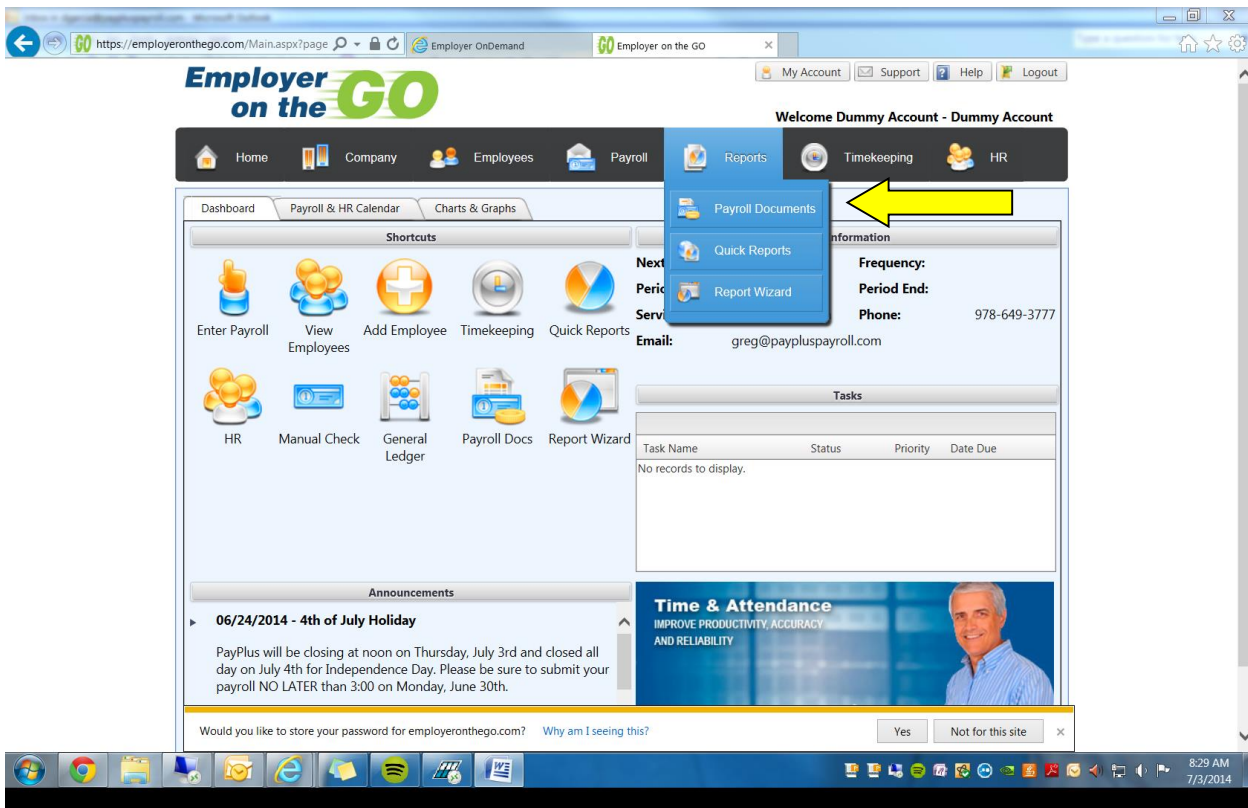 https://employeronthego.com/Main.aspx?page
Employer OnDemand
GO Employer on the GO
Employer
on the GO
My Account
Support
Help
Logout
Welcome Dummy Account - Dummy Account
Home
Company
Employees
Payroll
Reports
Timekeeping
HR
Payroll Documents
Quick Reports
Report Wizard
Dashboard
Payroll & HR Calendar
Charts & Graphs
Shortcuts
Enter Payroll
View
Employees
Add Employee
Timekeeping
Quick Reports
HR
Manual Check
General
Ledger
Payroll Docs
Report Wizard
nformation
Next
Frequency:
Perio
Period End:
Servi
Phone: 978-649-3777
Email: greg@paypluspayroll.com
Tasks
Task Name Status Priority Date Due
No records to display.
Announcements
06/24/2014 - 4th of July Holiday
PayPlus will be closing at noon on Thursday, July 3rd and closed all
day on July 4th for Independence Day. Please be sure to submit your
payroll NO LATER than 3:00 on Monday, June 30th.
Time & Attendance
IMPROVE PRODUCTIVITY, ACCURACY
AND RELIABILITY
Would you like to store your password for employeronthego.com? Why am I seeing this?
Yes
Not for this site
8:29 AM
7/3/2014